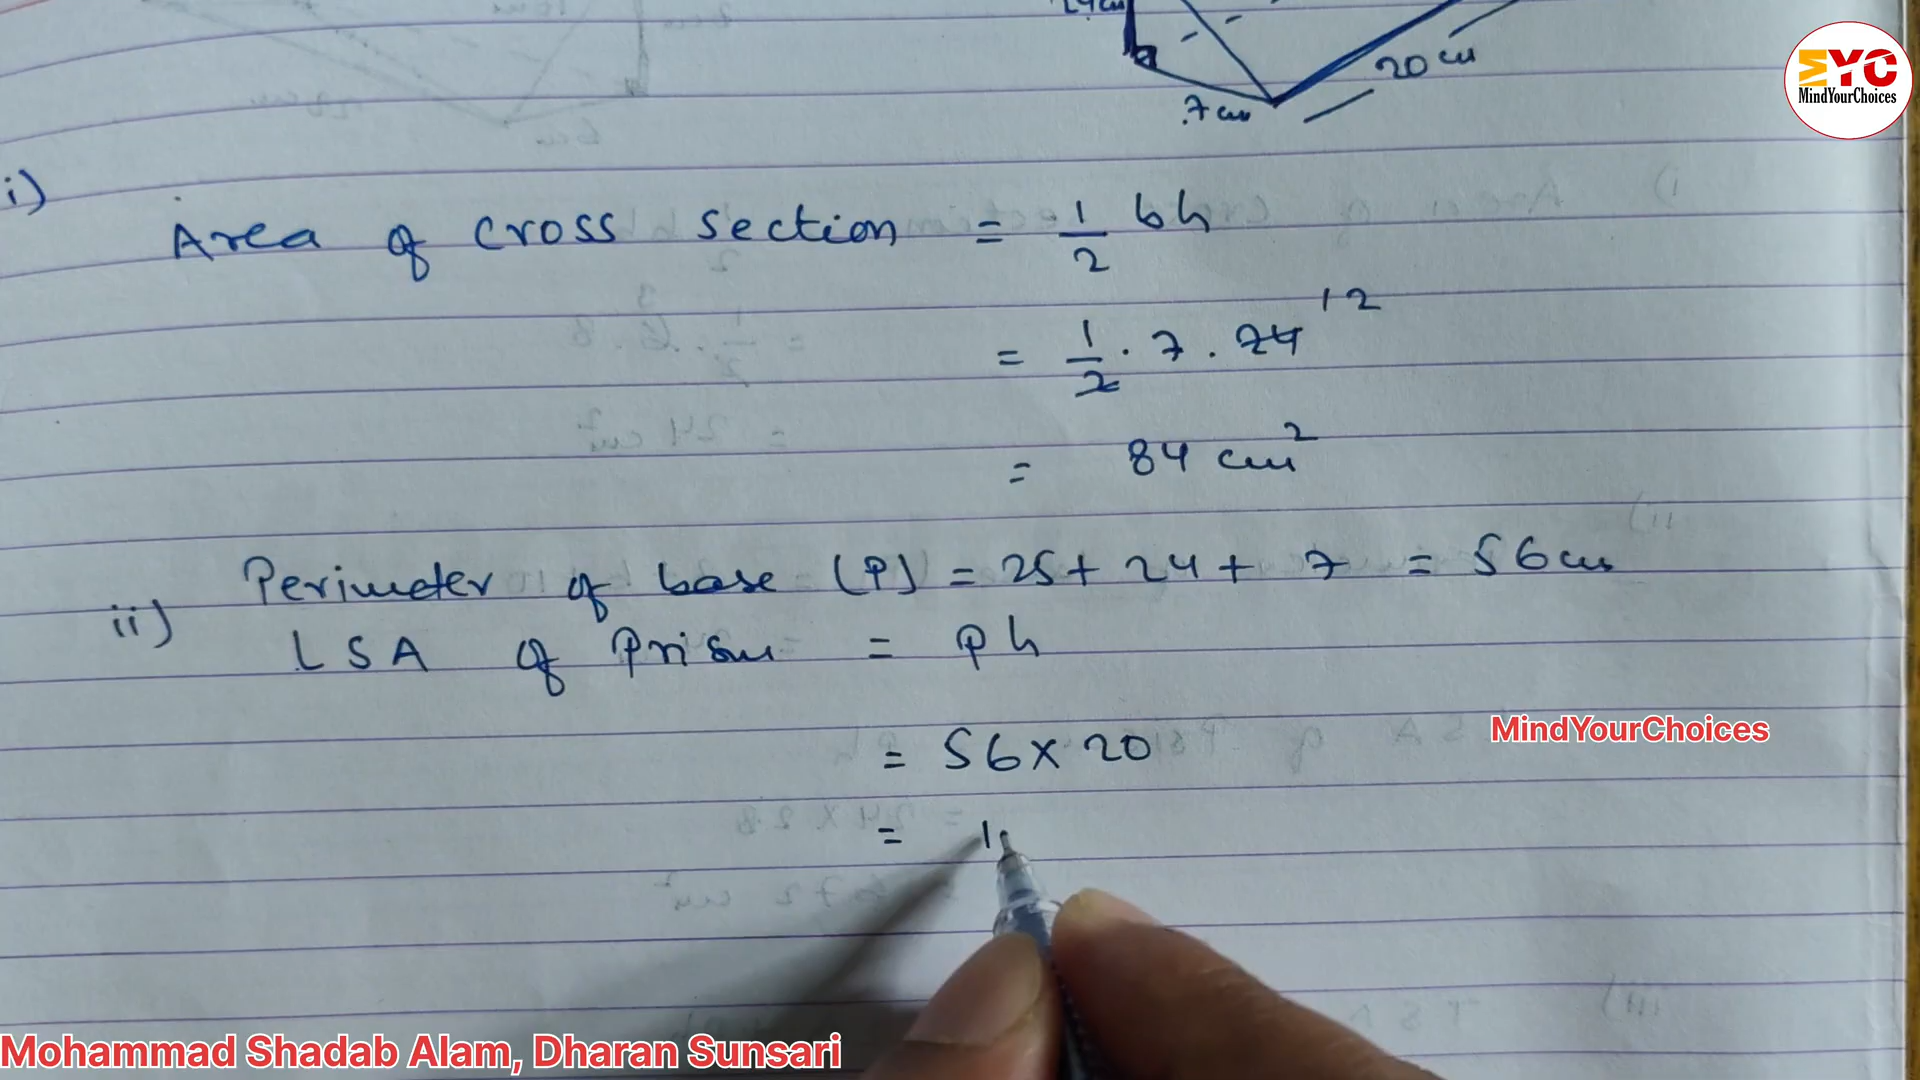 24cm
20 cm
7 cm
MYC
MindYourChoices
i)
Area of cross section = 1/2 bh
= 1/2 . 7 . 24 12
= 84 cm²
Perimeter of base (P) = 25 + 24 + 7 = 56cm
ii)
LSA of Prism = Ph
= 56 x 20
= 1
MindYourChoices
Mohammad Shadab Alam, Dharan Sunsari